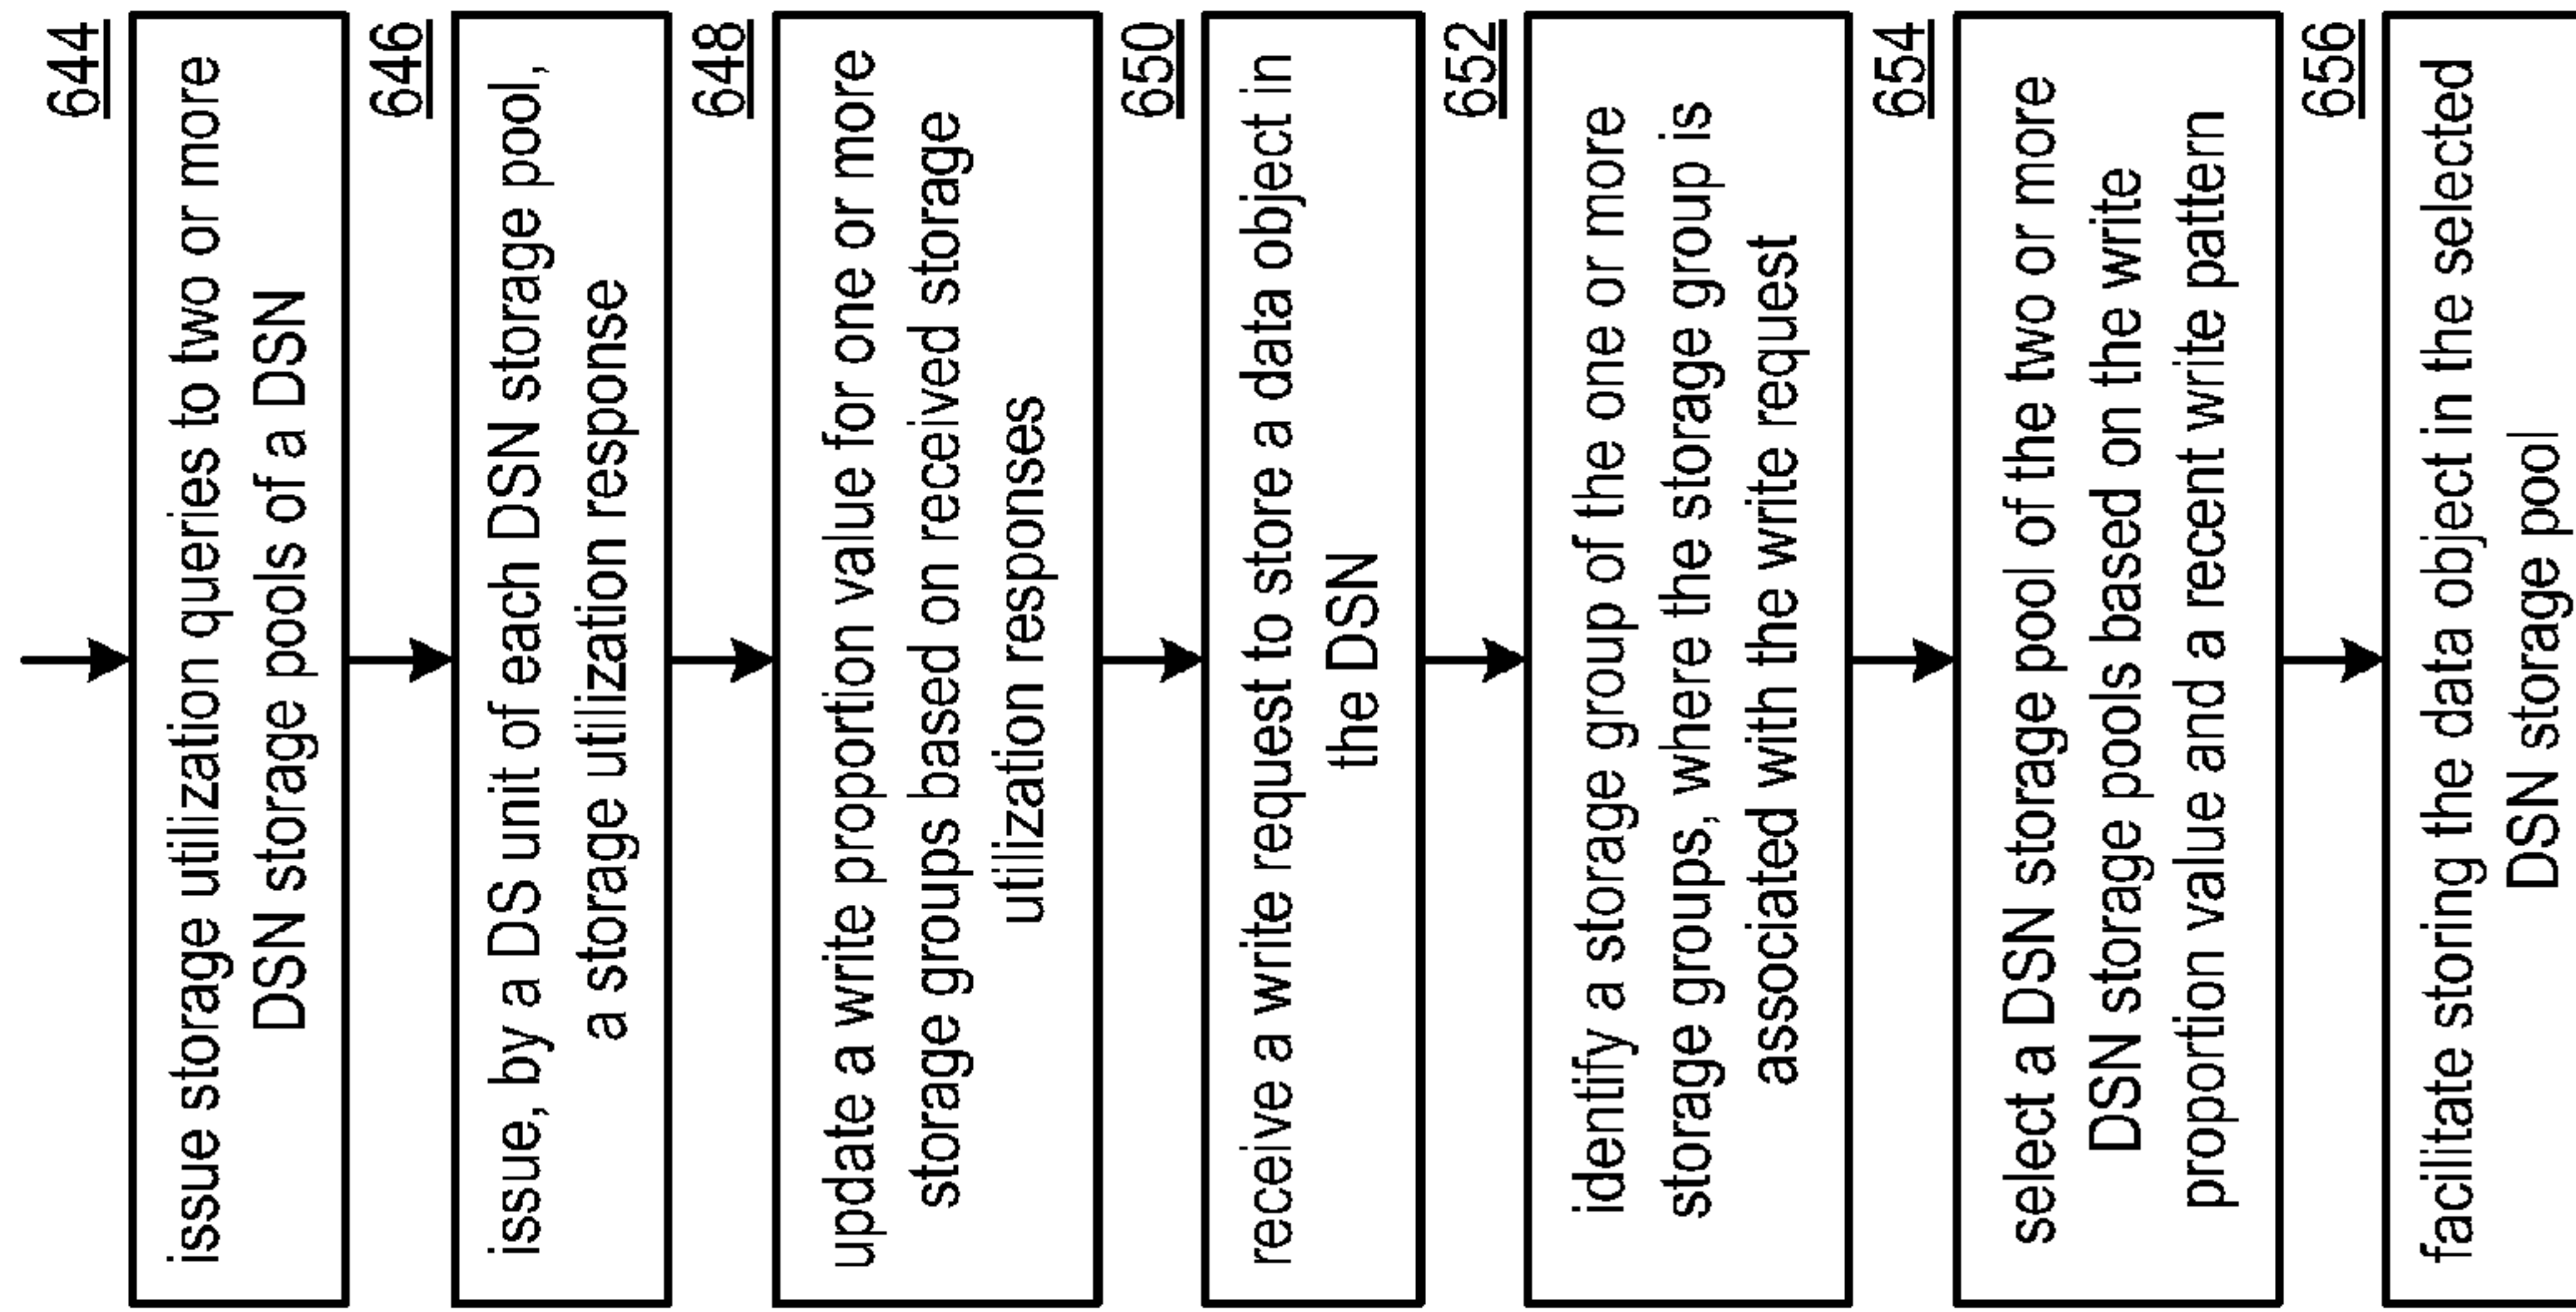 644
issue storage utilization queries to two or more
DSN storage pools of a DSN
646
issue, by a DS unit of each DSN storage pool,
a storage utilization response
648
update a write proportion value for one or more
storage groups based on received storage
utilization responses
650
receive a write request to store a data object in
the DSN
652
identify a storage group of the one or more
storage groups, where the storage group is
associated with the write request
654
select a DSN storage pool of the two or more
DSN storage pools based on the write
proportion value and a recent write pattern
656
facilitate storing the data object in the selected
DSN storage pool